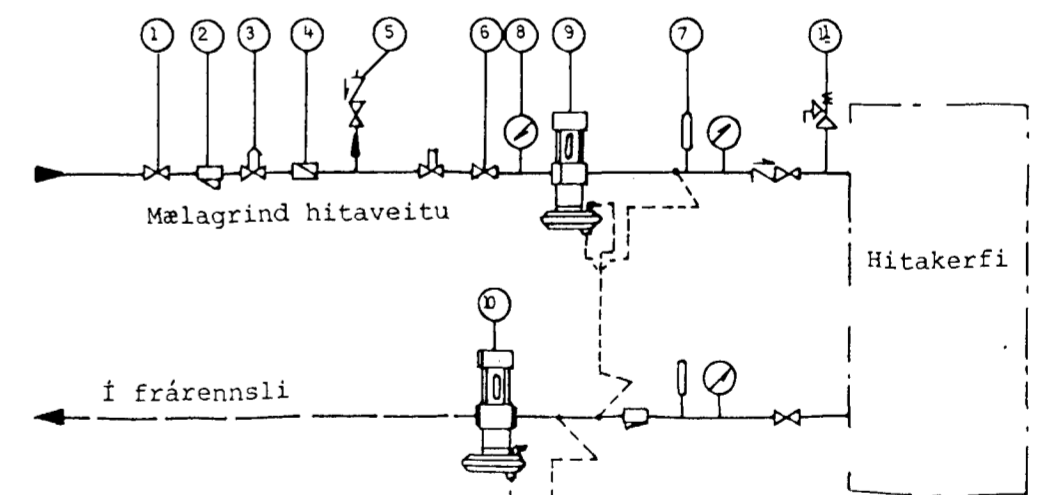 1 2 3 4 5 6 8 9 7 11
Mælagrind hitaveitu
Hitakerfi
10
Í frárennsli